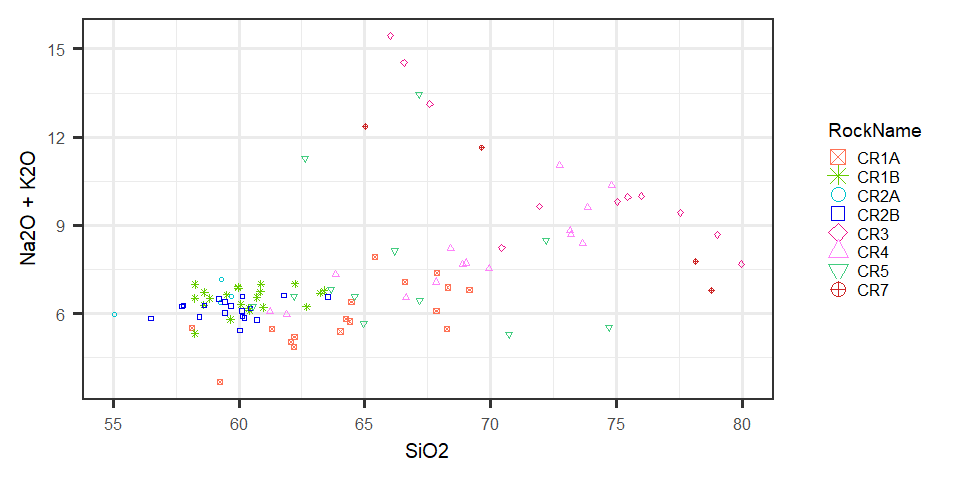 15
12
9
6
Na2O + K2O
55 60 65 70 75 80
SiO2
RockName
CR1A
CR1B
CR2A
CR2B
CR3
CR4
CR5
CR7